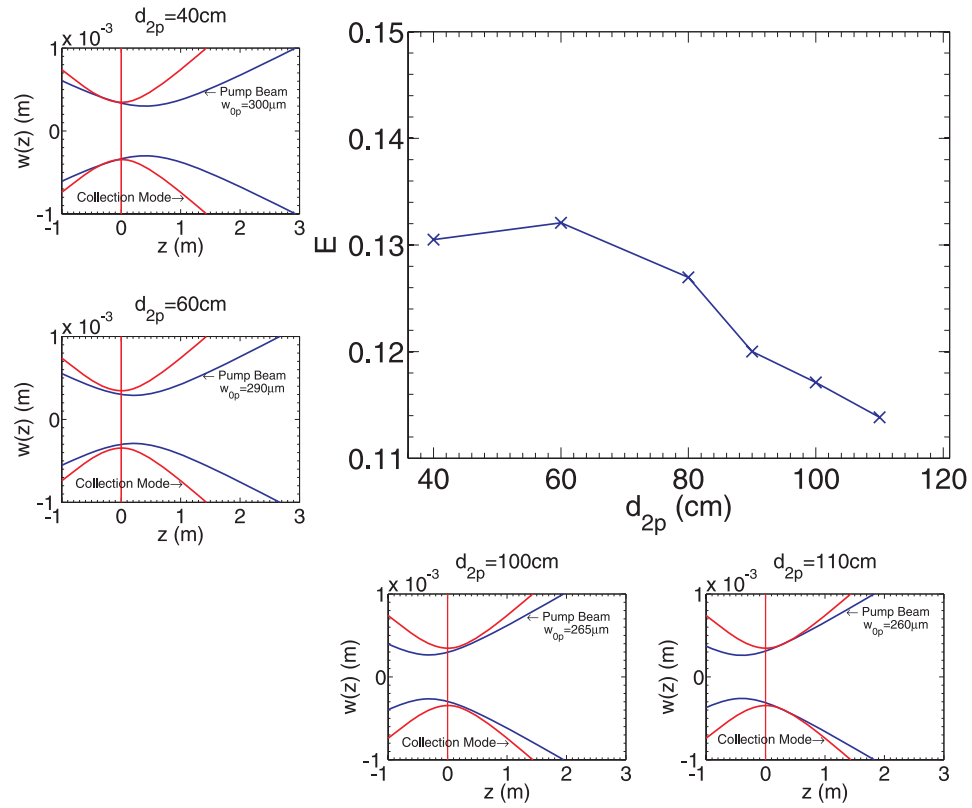 d2p=40cm
x 10-3
1
0
-1
w(z) (m)
Pump Beam
w0p=300μm
Collection Mode→
-1 0 1 2 3
z (m)
0.15
0.14
0.13
0.12
0.11
E
40 60 80 100 120
d2p (cm)
d2p=60cm
x 10-3
1
0
-1
w(z) (m)
← Pump Beam
w0p=290μm
Collection Mode→
-1 0 1 2 3
z (m)
d2p=100cm
x 10-3
1
0
-1
w(z) (m)
←Pump Beam
w0p=265μm
Collection Mode→
-1 0 1 2 3
z (m)
d2p=110cm
x 10-3
1
0
-1
w(z) (m)
←Pump Beam
w0p=260μm
Collection Mode→
-1 0 1 2 3
z (m)